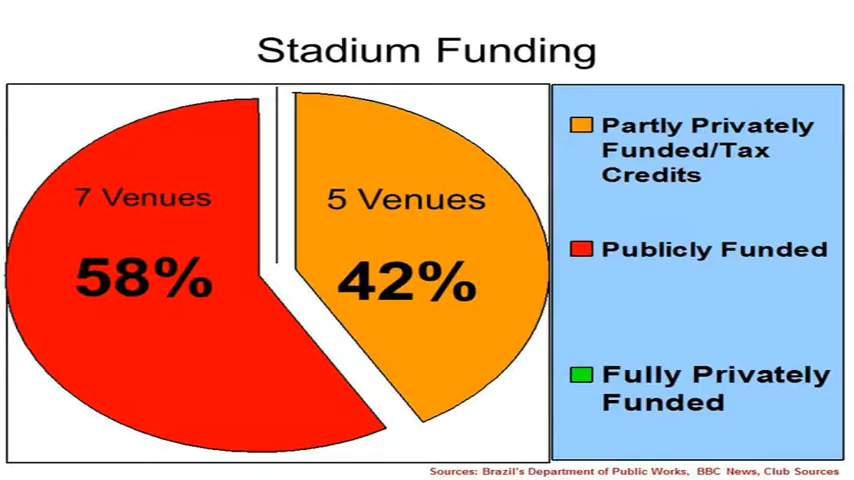 Stadium Funding
7 Venues
58%
5 Venues
42%
Partly Privately
Funded/Tax
Credits
Publicly Funded
Fully Privately
Funded
Sources: Brazil's Department of Public Works, BBC News, Club Sources